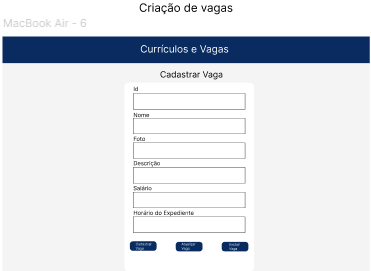 Criação de vagas
MacBook Air - 6
Currículos e Vagas
Cadastrar Vaga
Id
Nome
Foto
Descrição
Salário
Horário do Expediente
Cadastrar Vaga
Atualizar Vaga
Excluir Vaga